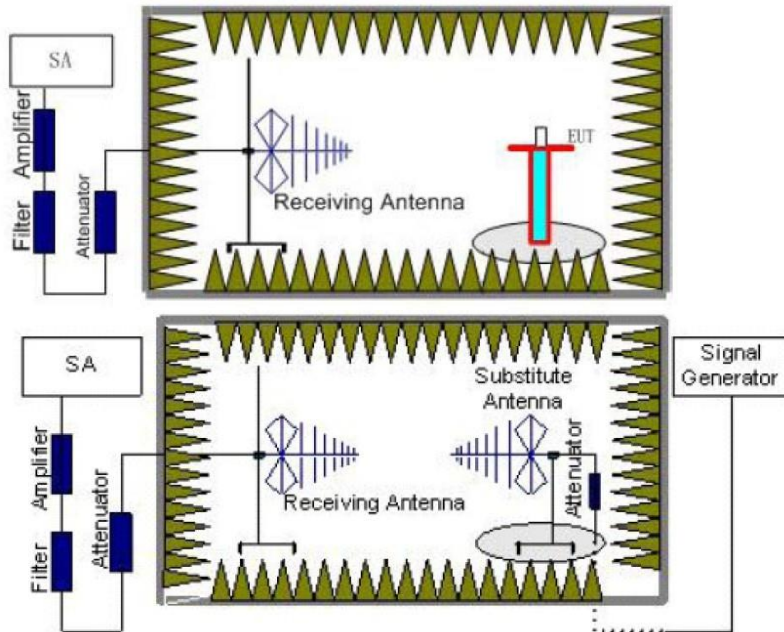 SA
Amplifier
Filter
Attenuator
Receiving Antenna
EUT
SA
Amplifier
Filter
Attenuator
Receiving Antenna
Substitute
Antenna
Attenuator
Signal
Generator